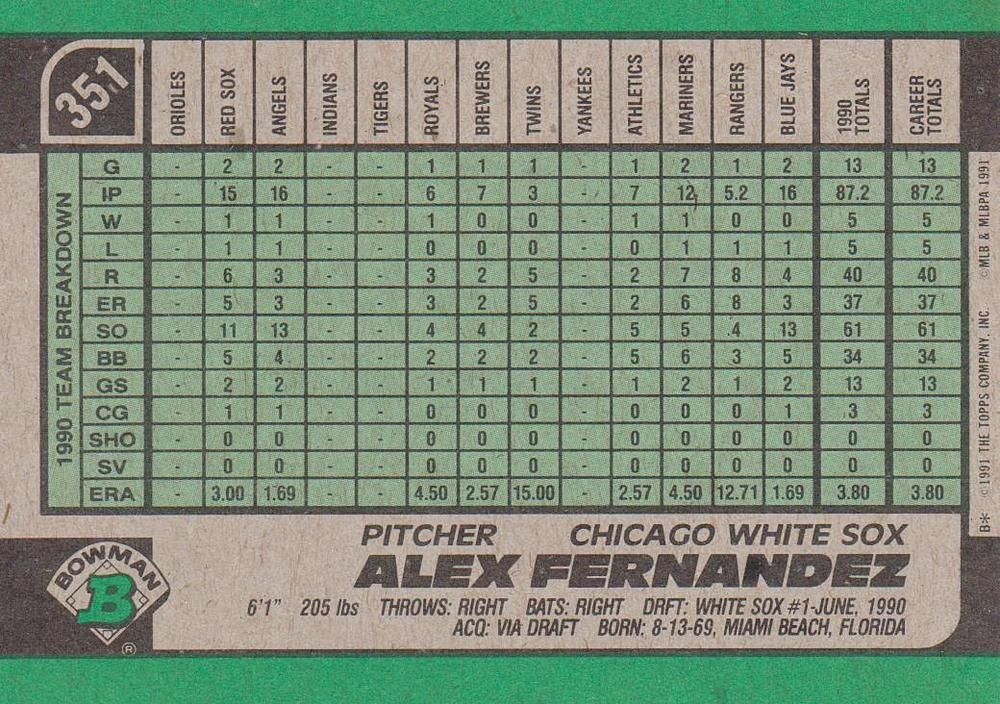 351
ORIOLES RED SOX ANGELS INDIANS TIGERS ROYALS BREWERS TWINS YANKEES ATHLETICS MARINERS RANGERS BLUE JAYS 1990 TOTALS CAREER TOTALS
1990 TEAM BREAKDOWN
G - 2 2 - - 1 1 1 - 1 2 1 2 13 13
IP - 15 16 - - 6 7 3 - 7 12 5.2 16 87.2 87.2
W - 1 1 - - 1 0 0 - 1 1 0 0 5 5
L - 1 1 - - 0 0 0 - 0 1 1 1 5 5
R - 6 3 - - 3 2 5 - 2 7 8 4 40 40
ER - 5 3 - - 3 2 5 - 2 6 8 3 37 37
SO - 11 13 - - 4 4 2 - 5 5 4 13 61 61
BB - 5 4 - - 2 2 2 - 5 6 3 5 34 34
GS - 2 2 - - 1 1 1 - 1 2 1 2 13 13
CG - 1 1 - - 0 0 0 - 0 0 0 1 3 3
SHO - 0 0 - - 0 0 0 - 0 0 0 0 0 0
SV - 0 0 - - 0 0 0 - 0 0 0 0 0 0
ERA - 3.00 1.69 - - 4.50 2.57 15.00 - 2.57 4.50 12.71 1.69 3.80 3.80
B* ©1991 THE TOPPS COMPANY, INC. ©MLB & MLBPA 1991
PITCHER CHICAGO WHITE SOX
ALEX FERNANDEZ
6'1" 205 lbs THROWS: RIGHT BATS: RIGHT DRFT: WHITE SOX #1-JUNE, 1990
ACQ: VIA DRAFT BORN: 8-13-69, MIAMI BEACH, FLORIDA
BOWMAN
B
®